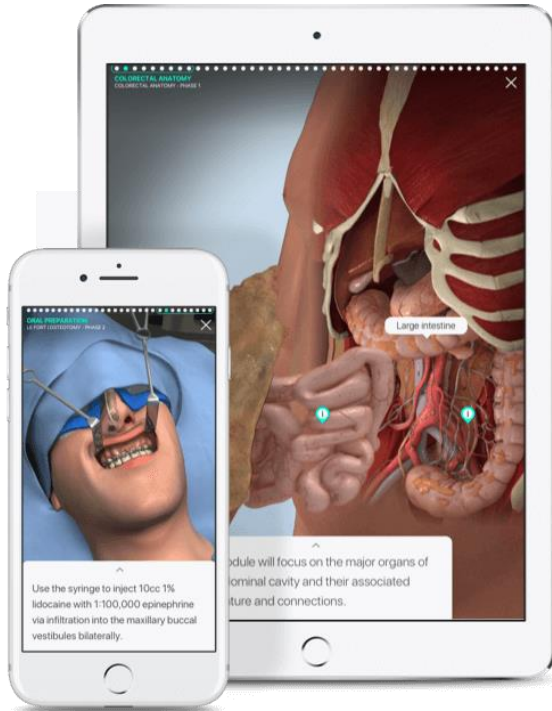 COLORECTAL ANATOMY
COLORECTAL ANATOMY - PHASE 1
Large intestine
odule will focus on the major organs of
dominal cavity and their associated
ture and connections.
ORAL PREPARATION
LE FORT I OSTEOTOMY - PHASE 2
Use the syringe to inject 10cc 1%
lidocaine with 1:100,000 epinephrine
via infiltration into the maxillary buccal
vestibules bilaterally.